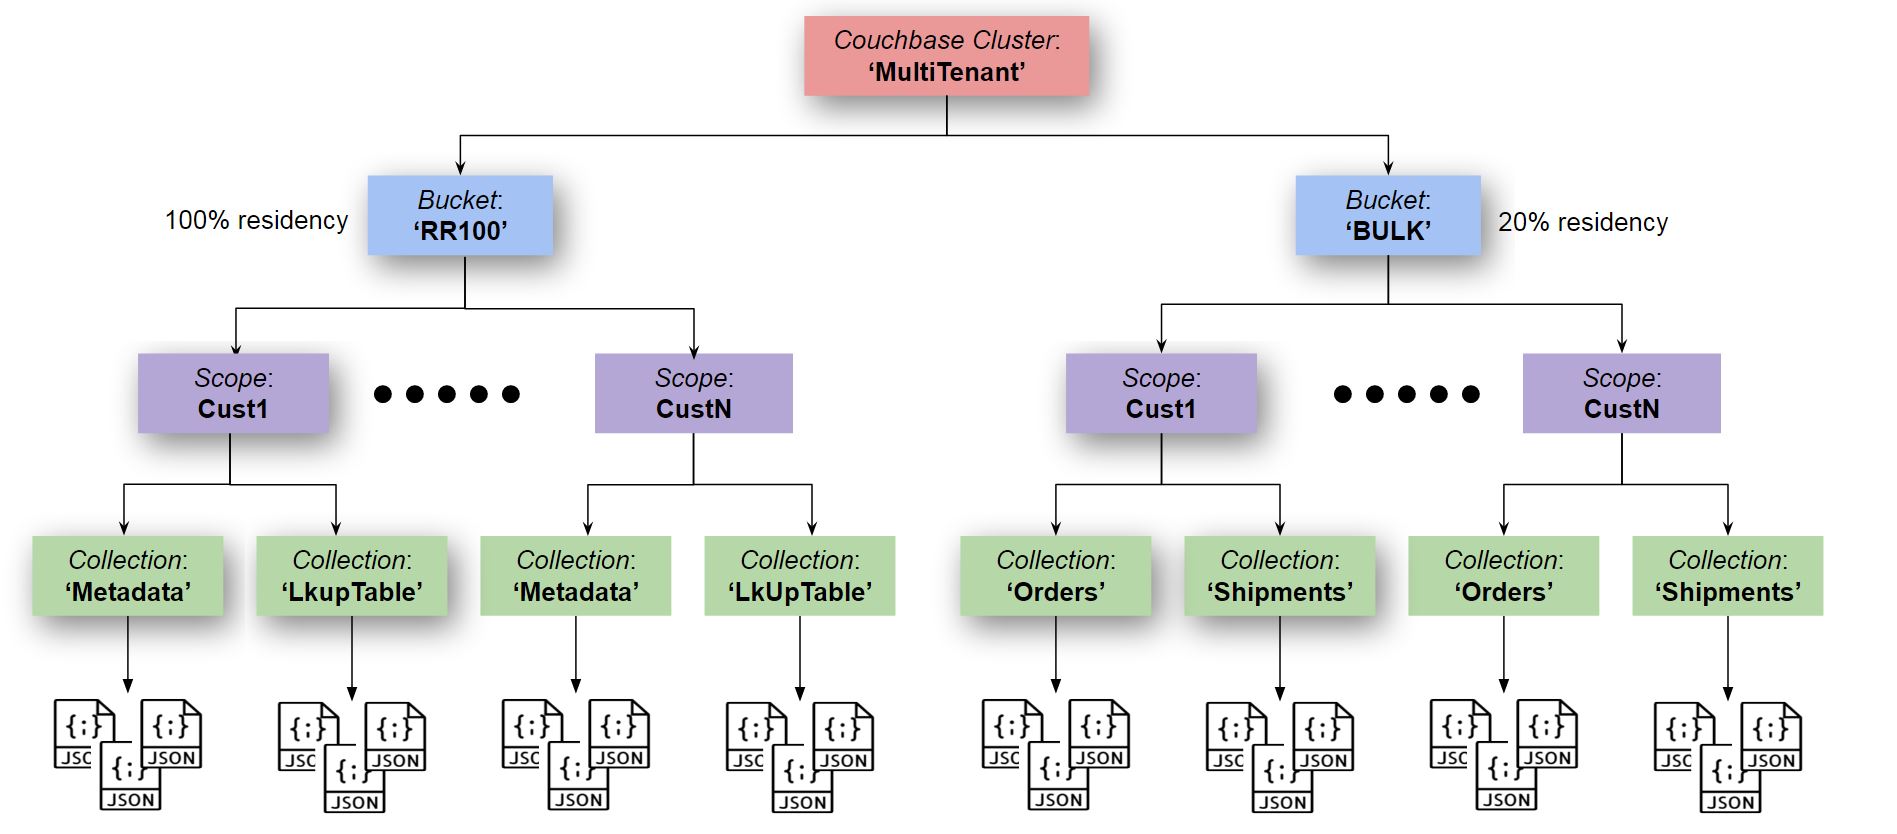 Couchbase Cluster:
‘MultiTenant’
100% residency
Bucket:
‘RR100’
Bucket:
‘BULK’
20% residency
Scope:
Cust1
Scope:
CustN
Scope:
Cust1
Scope:
CustN
Collection:
‘Metadata’
Collection:
‘LkupTable’
Collection:
‘Metadata’
Collection:
‘LkUpTable’
Collection:
‘Orders’
Collection:
‘Shipments’
Collection:
‘Orders’
Collection:
‘Shipments’
{;} {;}
JSC JSON
{;}
JSON
{;} {;}
JSC JSON
{;}
JSON
{;} {;}
JSC JSON
{;}
JSON
{;} {;}
JSC JSON
{;}
JSON
{;} {;}
JSC JSON
{;}
JSON
{;} {;}
JSC JSON
{;}
JSON
{;} {;}
JSC JSON
{;}
JSON
{;} {;}
JSC JSON
{;}
JSON